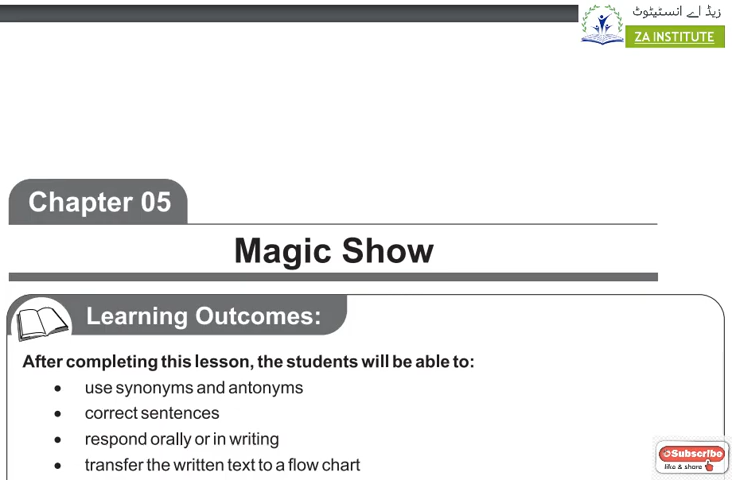 زیڈ اے انسٹیٹوٹ
ZA INSTITUTE
Chapter 05
Magic Show
Learning Outcomes:
After completing this lesson, the students will be able to:
• use synonyms and antonyms
• correct sentences
• respond orally or in writing
• transfer the written text to a flow chart
Subscribe
like & share